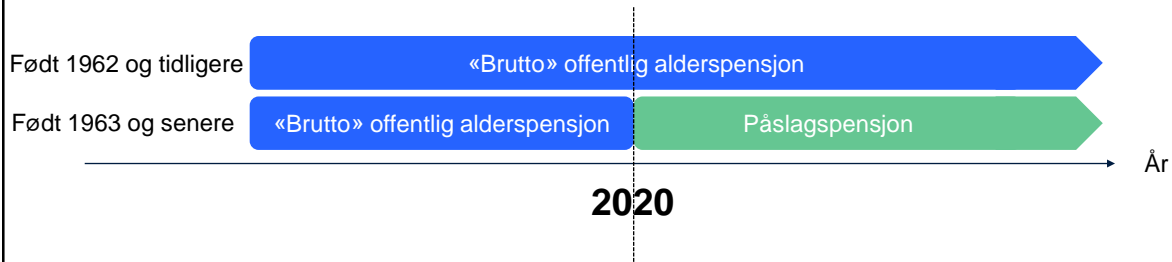 Født 1962 og tidligere
«Brutto» offentlig alderspensjon
Født 1963 og senere
«Brutto» offentlig alderspensjon
Påslagspensjon
År
2020